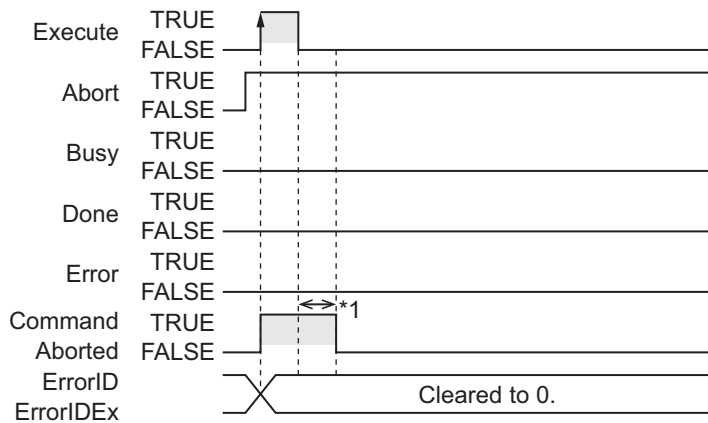 Execute TRUE
FALSE
Abort TRUE
FALSE
Busy TRUE
FALSE
Done TRUE
FALSE
Error TRUE
FALSE
*1
Command TRUE
Aborted FALSE
ErrorID
Cleared to 0.
ErrorIDEx